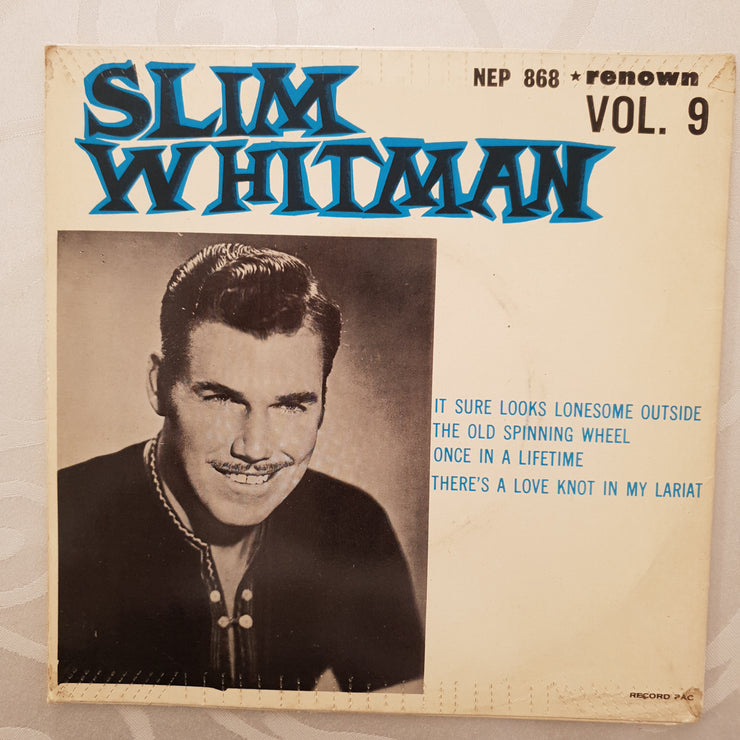 SLIM
WHITMAN
NEP 868 ★renown
VOL. 9
IT SURE LOOKS LONESOME OUTSIDE
THE OLD SPINNING WHEEL
ONCE IN A LIFETIME
THERE'S A LOVE KNOT IN MY LARIAT
RECORD PAC